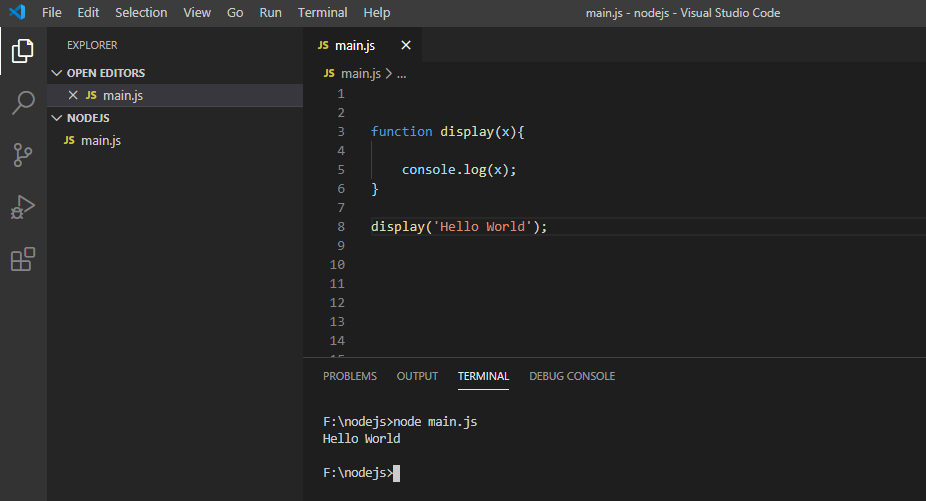 File Edit Selection View Go Run Terminal Help main.js - nodejs - Visual Studio Code
EXPLORER
OPEN EDITORS
JS main.js
NODEJS
JS main.js
JS main.js
JS main.js > ...
1
2
3 function display(x){
4
5 console.log(x);
6 }
7
8 display('Hello World');
9
10
11
12
13
14
PROBLEMS OUTPUT TERMINAL DEBUG CONSOLE
F:\nodejs>node main.js
Hello World
F:\nodejs>